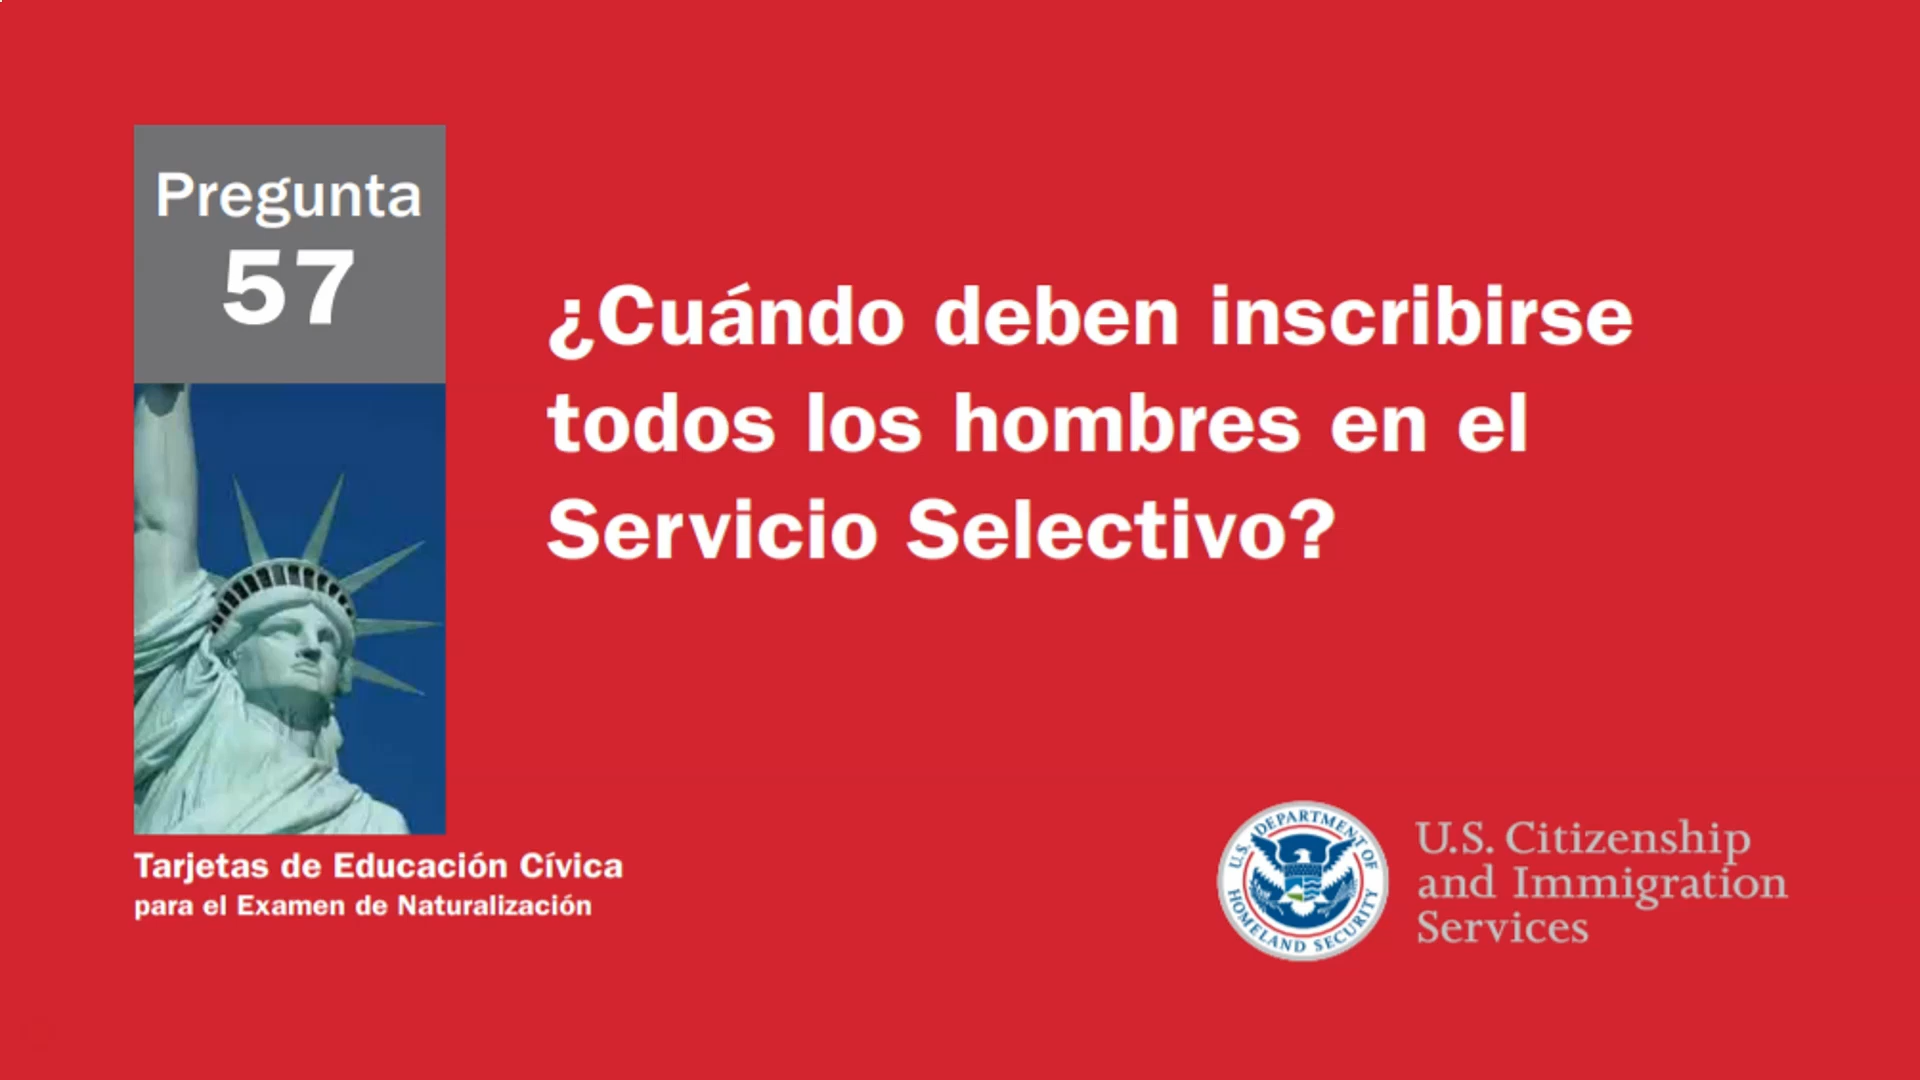 Pregunta
57
¿Cuándo deben inscribirse
todos los hombres en el
Servicio Selectivo?
Tarjetas de Educación Cívica
para el Examen de Naturalización
U.S. DEPARTMENT OF
HOMELAND SECURITY
U.S. Citizenship
and Immigration
Services